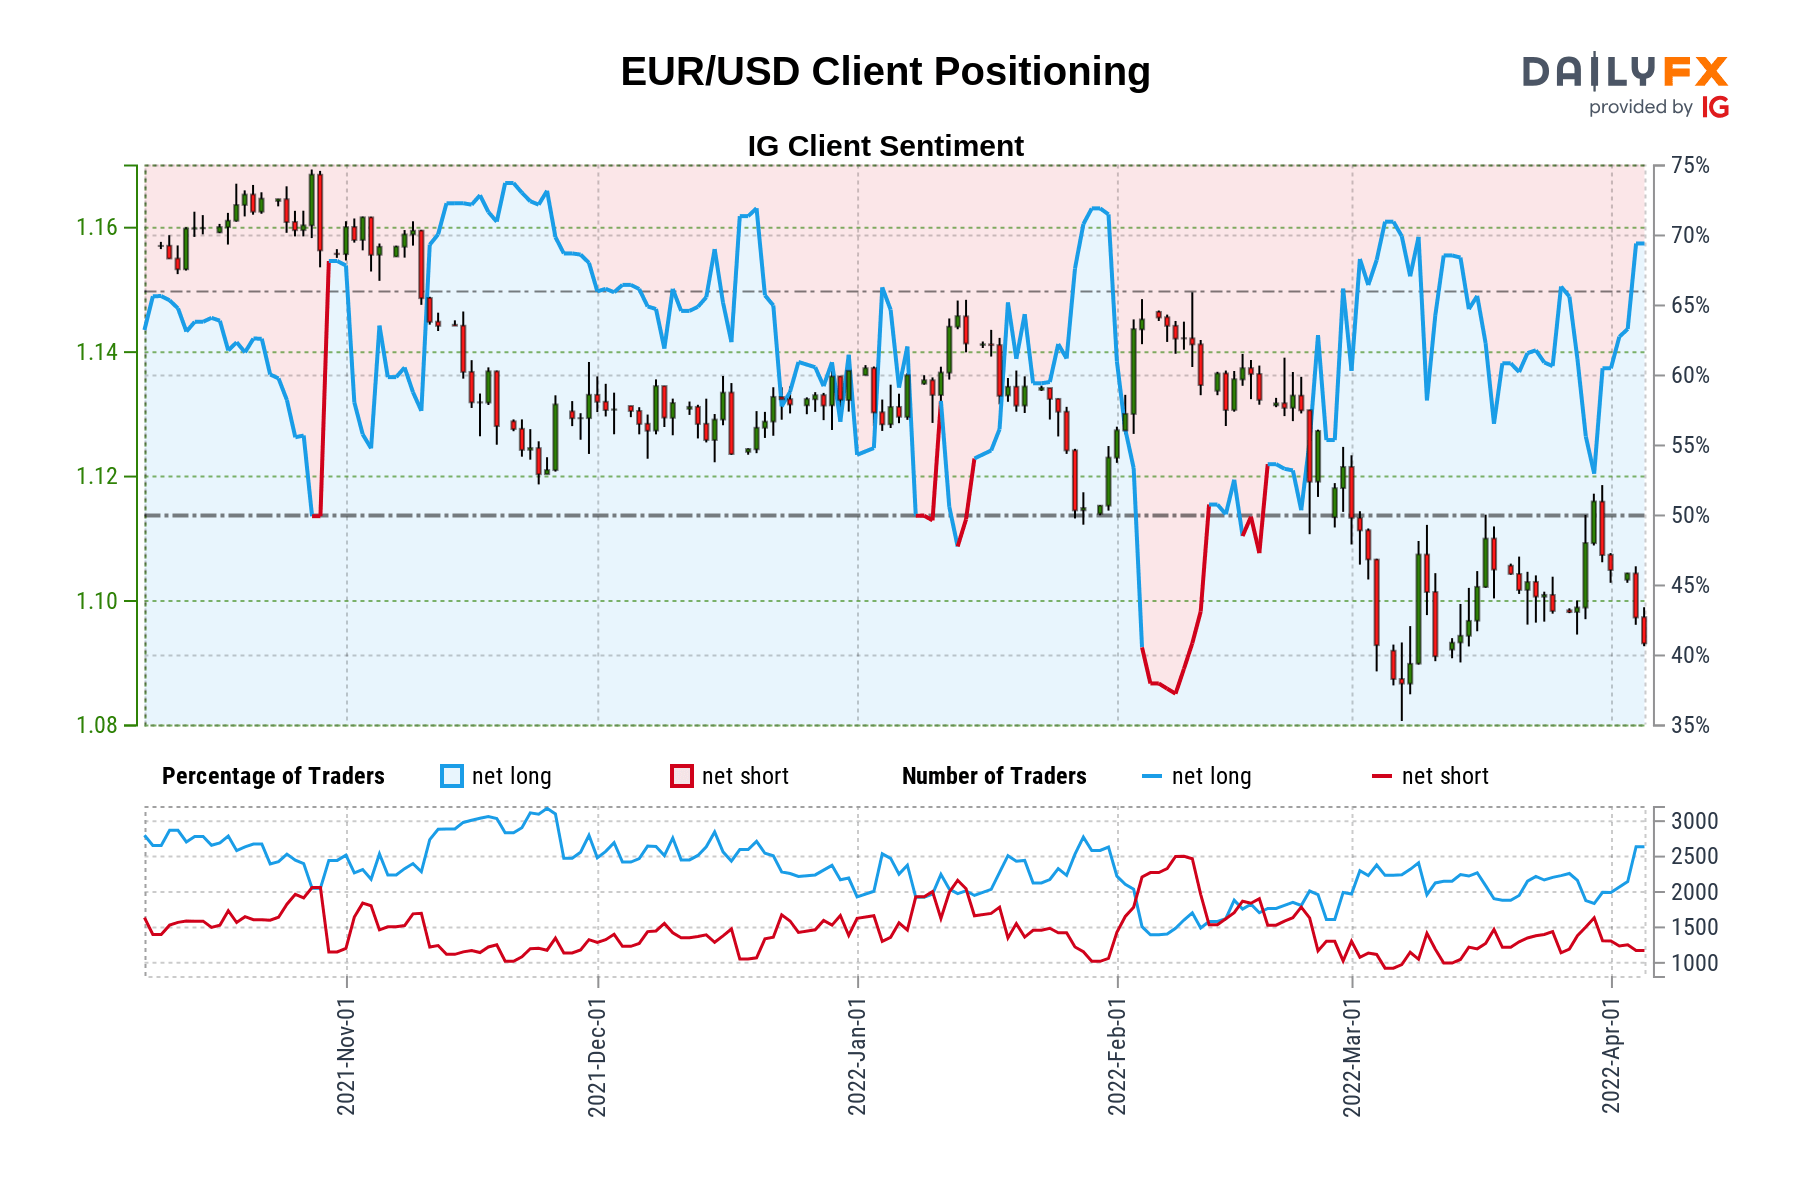 EUR/USD Client Positioning
DAILYFX
provided by IG
IG Client Sentiment
75%
1.16
70%
65%
1.14
60%
55%
1.12
50%
45%
1.10
40%
1.08
35%
Percentage of Traders net long net short Number of Traders net long net short
3000
2500
2000
1500
1000
2021-Nov-01
2021-Dec-01
2022-Jan-01
2022-Feb-01
2022-Mar-01
2022-Apr-01